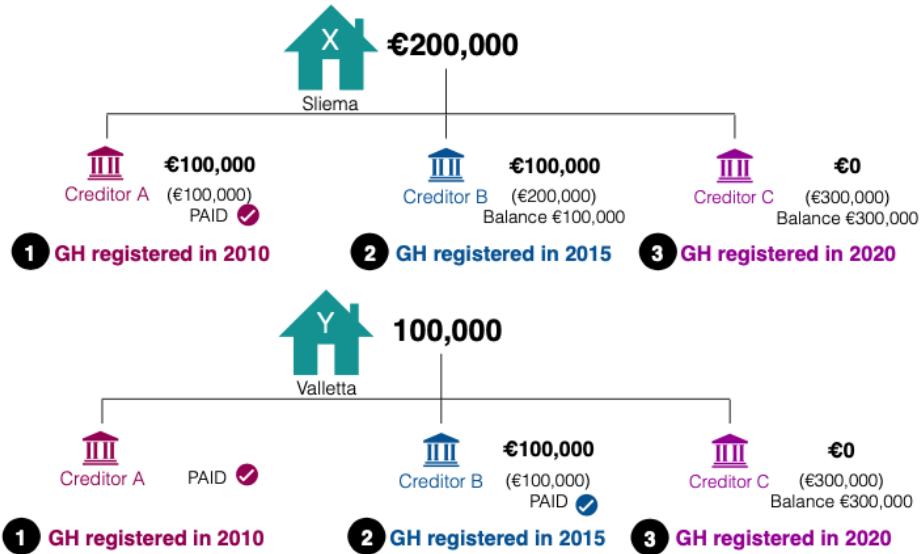 X
€200,000
Sliema
€100,000
Creditor A (€100,000)
PAID
€100,000
Creditor B (€200,000)
Balance €100,000
€0
Creditor C (€300,000)
Balance €300,000
1 GH registered in 2010
2 GH registered in 2015
3 GH registered in 2020
Y
100,000
Valletta
Creditor A PAID
€100,000
Creditor B (€100,000)
PAID
€0
Creditor C (€300,000)
Balance €300,000
1 GH registered in 2010
2 GH registered in 2015
3 GH registered in 2020